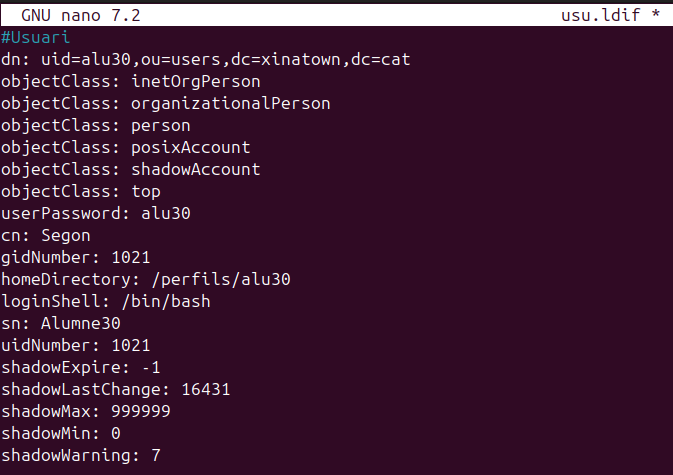 GNU nano 7.2 usu.ldif *
#Usuari
dn: uid=alu30,ou=users,dc=xinatown,dc=cat
objectClass: inetOrgPerson
objectClass: organizationalPerson
objectClass: person
objectClass: posixAccount
objectClass: shadowAccount
objectClass: top
userPassword: alu30
cn: Segon
gidNumber: 1021
homeDirectory: /perfils/alu30
loginShell: /bin/bash
sn: Alumne30
uidNumber: 1021
shadowExpire: -1
shadowLastChange: 16431
shadowMax: 999999
shadowMin: 0
shadowWarning: 7